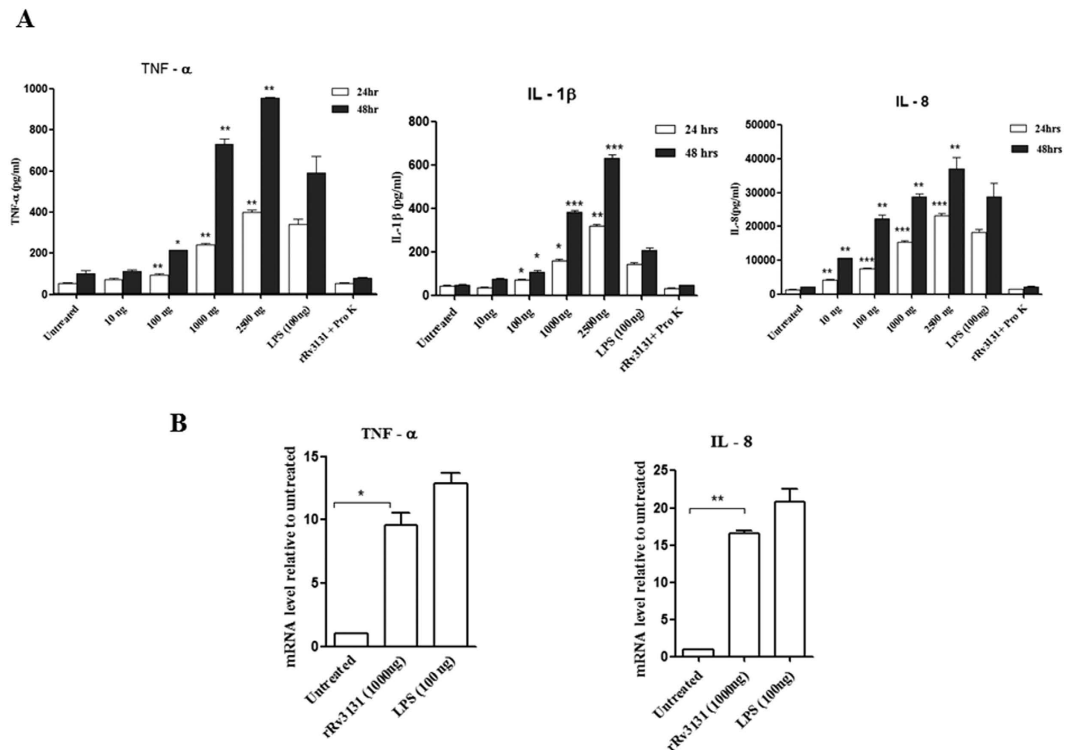 A
TNF - α
1000
800
600
400
200
0
TNF-α (pg/ml)
24hr
48hr
** * ** ** ** **
**
Untreated
10 ng
100 ng
1000 ng
2500 ng
LPS (100ng)
rRv3131 + Pro K
IL - 1β
800
600
400
200
0
IL-1β (pg/ml)
24 hrs
48 hrs
* * * *** ** ***
Untreated
10ng
100ng
1000ng
2500ng
LPS (100ng)
rRv3131+ Pro K
IL - 8
50000
40000
30000
20000
10000
0
IL-8(pg/ml)
24hrs
48hrs
** ** *** ** *** ** *** **
Untreated
10 ng
100 ng
1000 ng
2500 ng
LPS (100ng)
rRv3131+ Pro K
B
TNF - α
15
10
5
0
mRNA level relative to untreated
*
Untreated
rRv3131 (1000ng)
LPS (100 ng)
IL - 8
25
20
15
10
5
0
mRNA level relative to untreated
**
Untreated
rRv3131 (1000ng)
LPS (100ng)